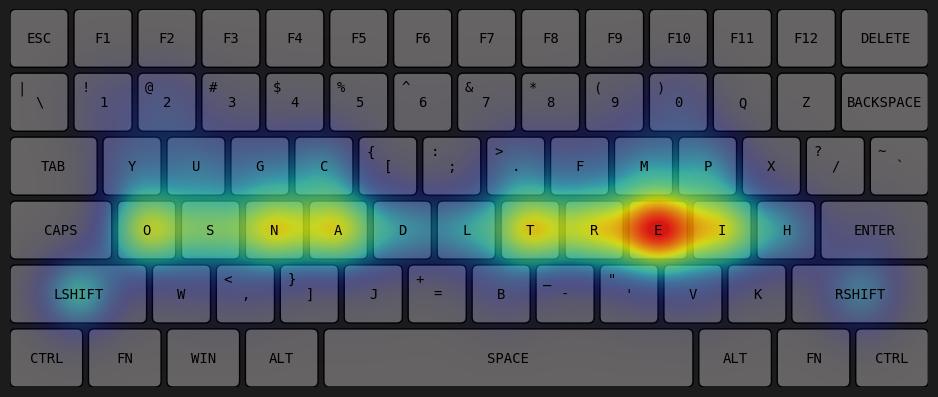 ESC F1 F2 F3 F4 F5 F6 F7 F8 F9 F10 F11 F12 DELETE
| \ ! 1 @ 2 # 3 $ 4 % 5 ^ 6 & 7 * 8 ( 9 ) 0 Q Z BACKSPACE
TAB Y U G C { [ : ; > . F M P X ? / ~ `
CAPS O S N A D L T R E I H ENTER
LSHIFT W < , } ] J + = B _ - " ' V K RSHIFT
CTRL FN WIN ALT SPACE ALT FN CTRL